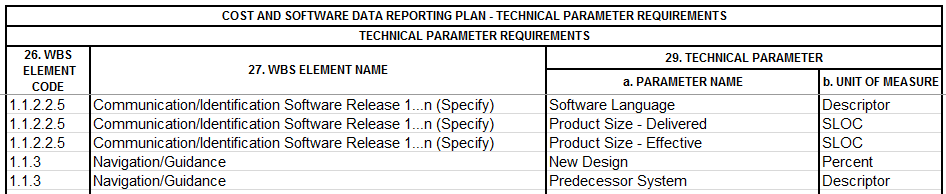 COST AND SOFTWARE DATA REPORTING PLAN - TECHNICAL PARAMETER REQUIREMENTS
TECHNICAL PARAMETER REQUIREMENTS
26. WBS ELEMENT CODE 27. WBS ELEMENT NAME 29. TECHNICAL PARAMETER
a. PARAMETER NAME b. UNIT OF MEASURE
1.1.2.2.5 Communication/Identification Software Release 1...n (Specify) Software Language Descriptor
1.1.2.2.5 Communication/Identification Software Release 1...n (Specify) Product Size - Delivered SLOC
1.1.2.2.5 Communication/Identification Software Release 1...n (Specify) Product Size - Effective SLOC
1.1.3 Navigation/Guidance New Design Percent
1.1.3 Navigation/Guidance Predecessor System Descriptor